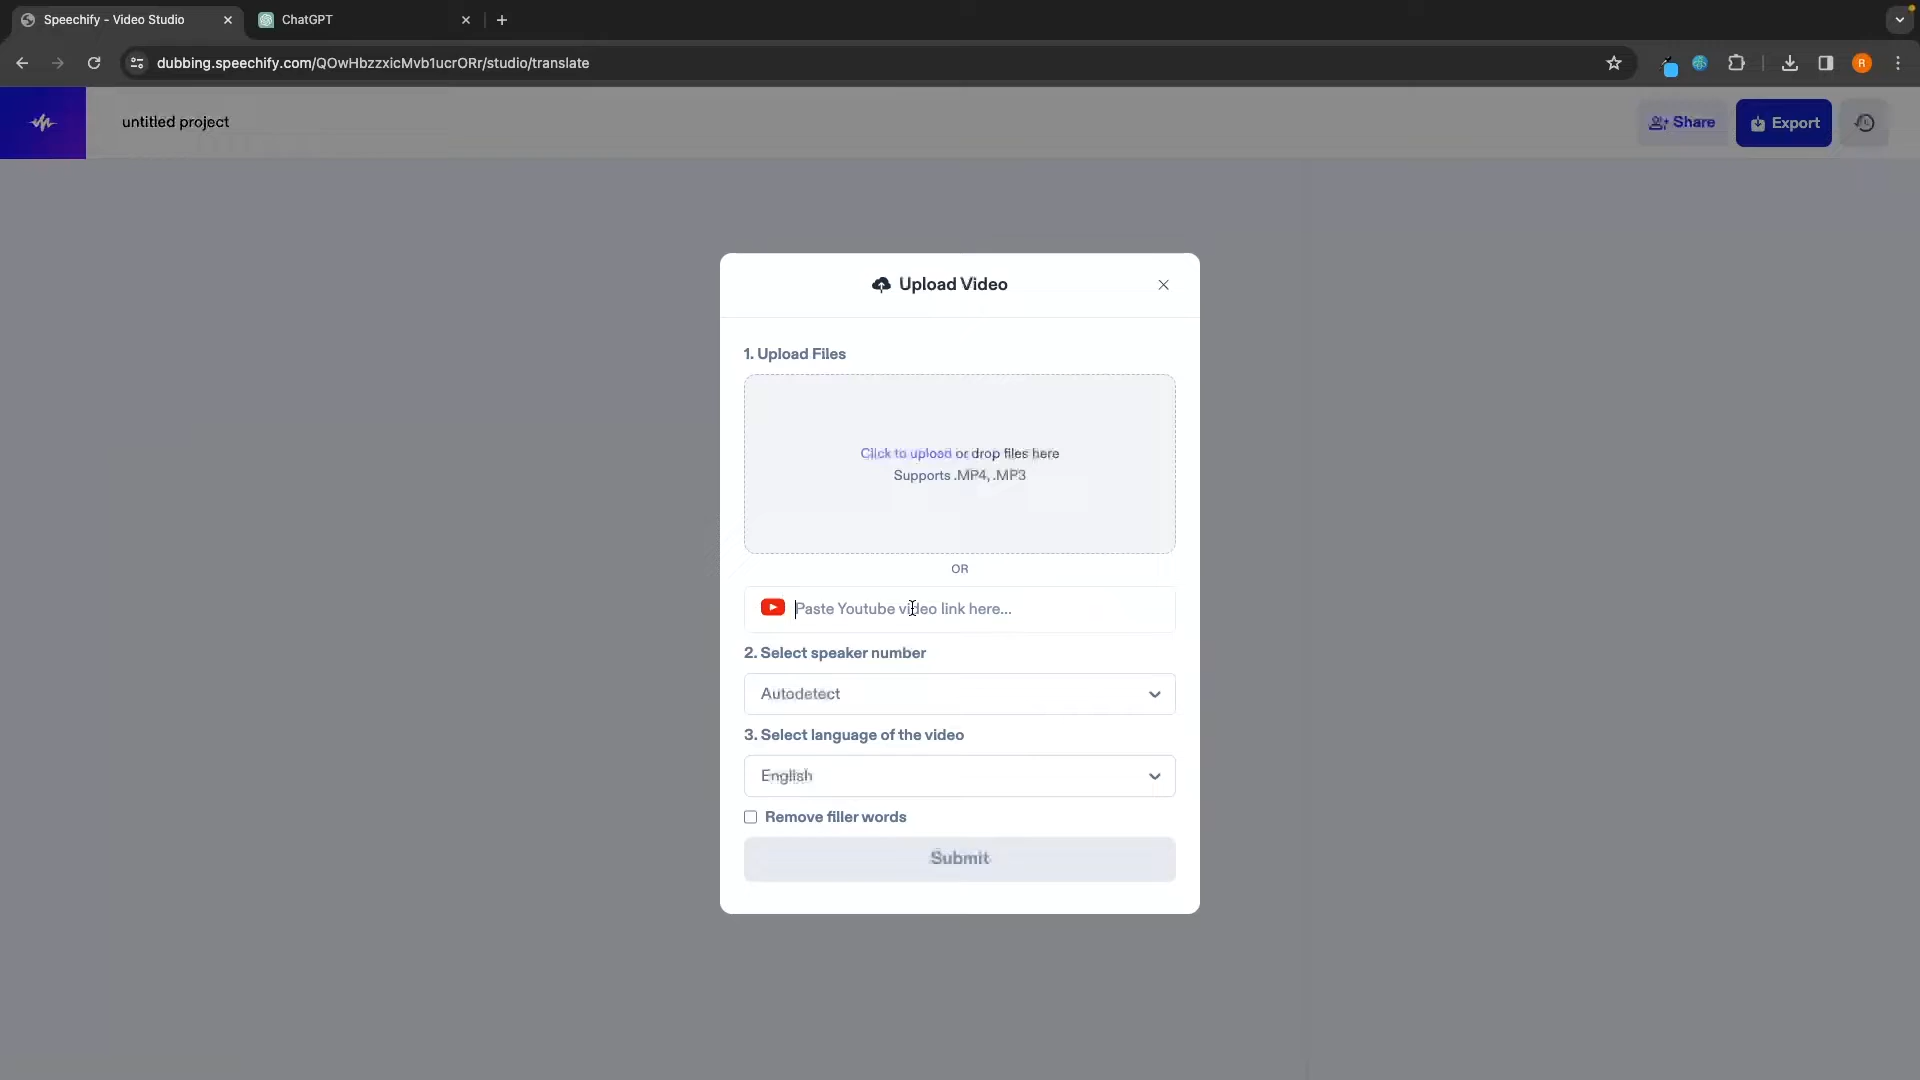 Speechify - Video Studio
ChatGPT
dubbing.speechify.com/QOwHbzzxicMvb1ucrORr/studio/translate
R
untitled project
Share
Export
Upload Video
1. Upload Files
Click to upload or drop files here
Supports .MP4, .MP3
OR
Paste Youtube video link here...
2. Select speaker number
Autodetect
3. Select language of the video
English
Remove filler words
Submit